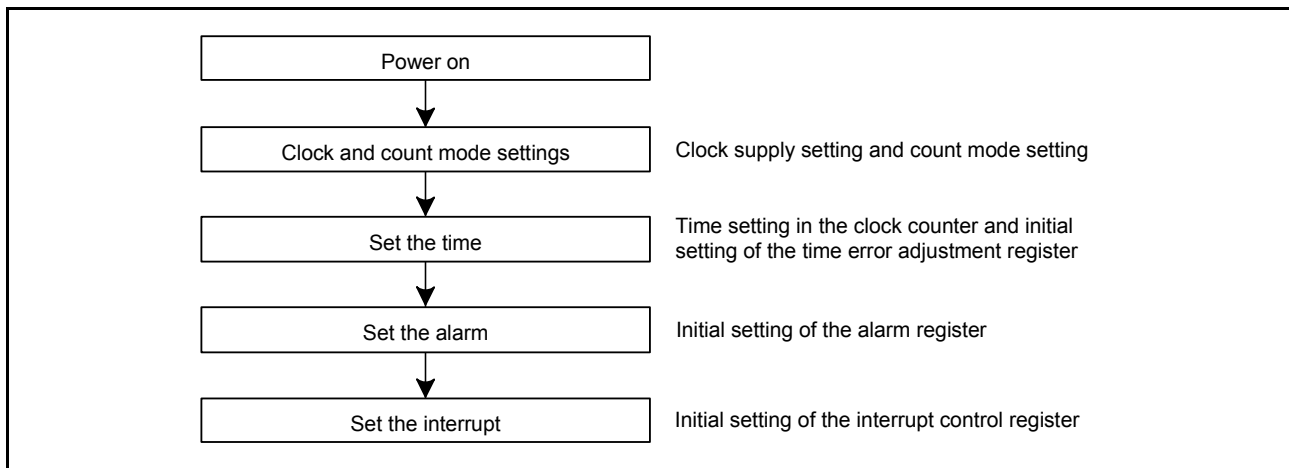 Power on
Clock and count mode settings
Clock supply setting and count mode setting
Set the time
Time setting in the clock counter and initial
setting of the time error adjustment register
Set the alarm
Initial setting of the alarm register
Set the interrupt
Initial setting of the interrupt control register